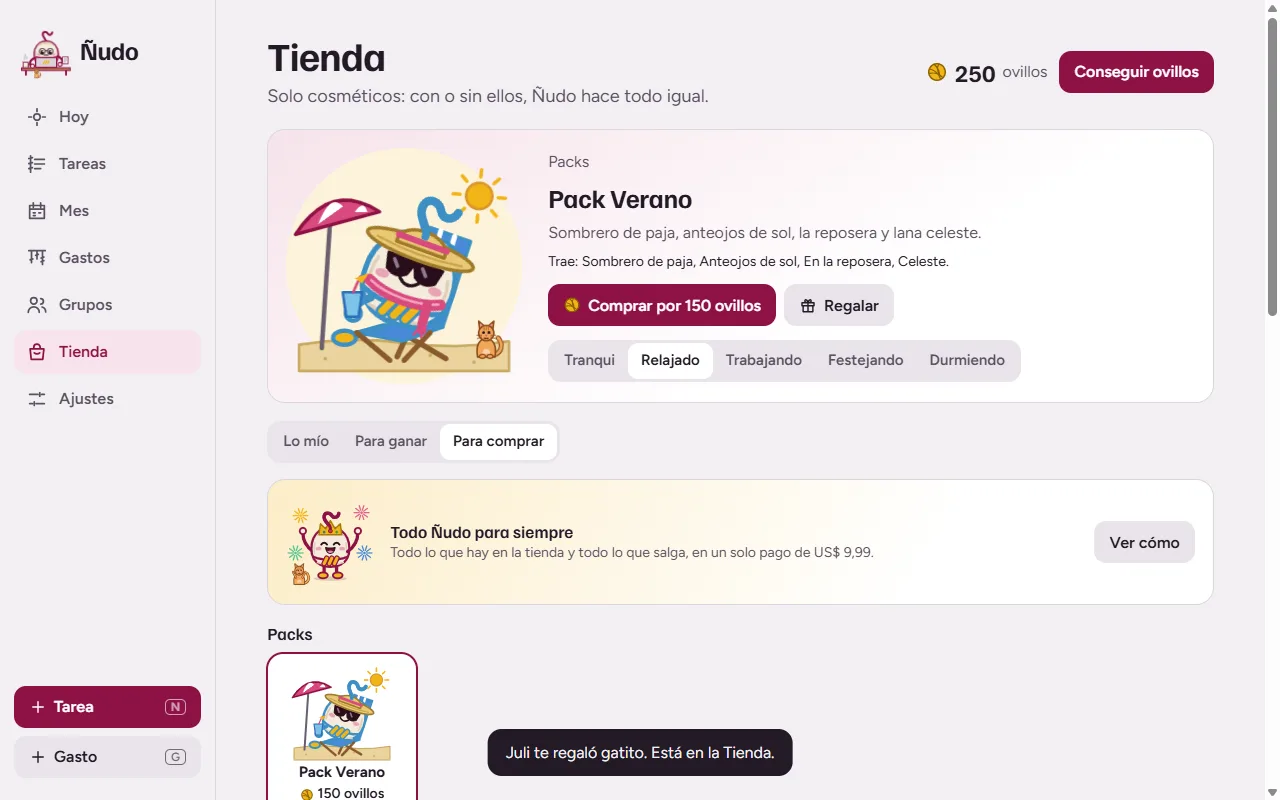 Ñudo
Hoy
Tareas
Mes
Gastos
Grupos
Tienda
Ajustes
+ Tarea N
+ Gasto G
Tienda
Solo cosméticos: con o sin ellos, Ñudo hace todo igual.
250 ovillos
Conseguir ovillos
Packs
Pack Verano
Sombrero de paja, anteojos de sol, la reposera y lana celeste.
Trae: Sombrero de paja, Anteojos de sol, En la reposera, Celeste.
Comprar por 150 ovillos
Regalar
Tranqui Relajado Trabajando Festejando Durmiendo
Lo mío Para ganar Para comprar
Todo Ñudo para siempre
Todo lo que hay en la tienda y todo lo que salga, en un solo pago de US$ 9,99.
Ver cómo
Packs
Pack Verano
150 ovillos
Juli te regaló gatito. Está en la Tienda.